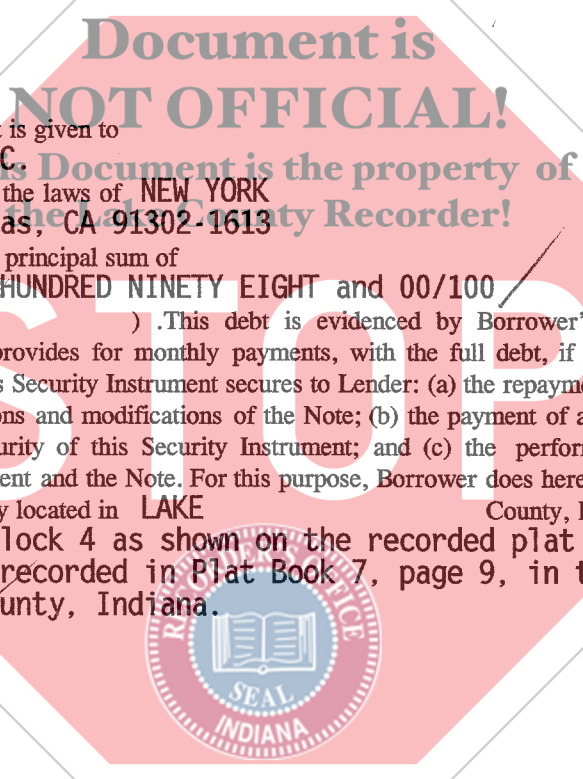 Document is
NOT OFFICIAL!
is given to
C.
s Document is the property of
the laws of NEW YORK
as, CA 91302-1613
the Lake County Recorder!
principal sum of
HUNDRED NINETY EIGHT and 00/100
) .This debt is evidenced by Borrower'
provides for monthly payments, with the full debt, if
s Security Instrument secures to Lender: (a) the repayme
ons and modifications of the Note; (b) the payment of a
urity of this Security Instrument; and (c) the perfor
ent and the Note. For this purpose, Borrower does here
y located in LAKE County, I
lock 4 as shown on the recorded plat
recorded in Plat Book 7, page 9, in t
unty, Indiana.
STOP
RECORDER'S OFFICE
SEAL
INDIANA